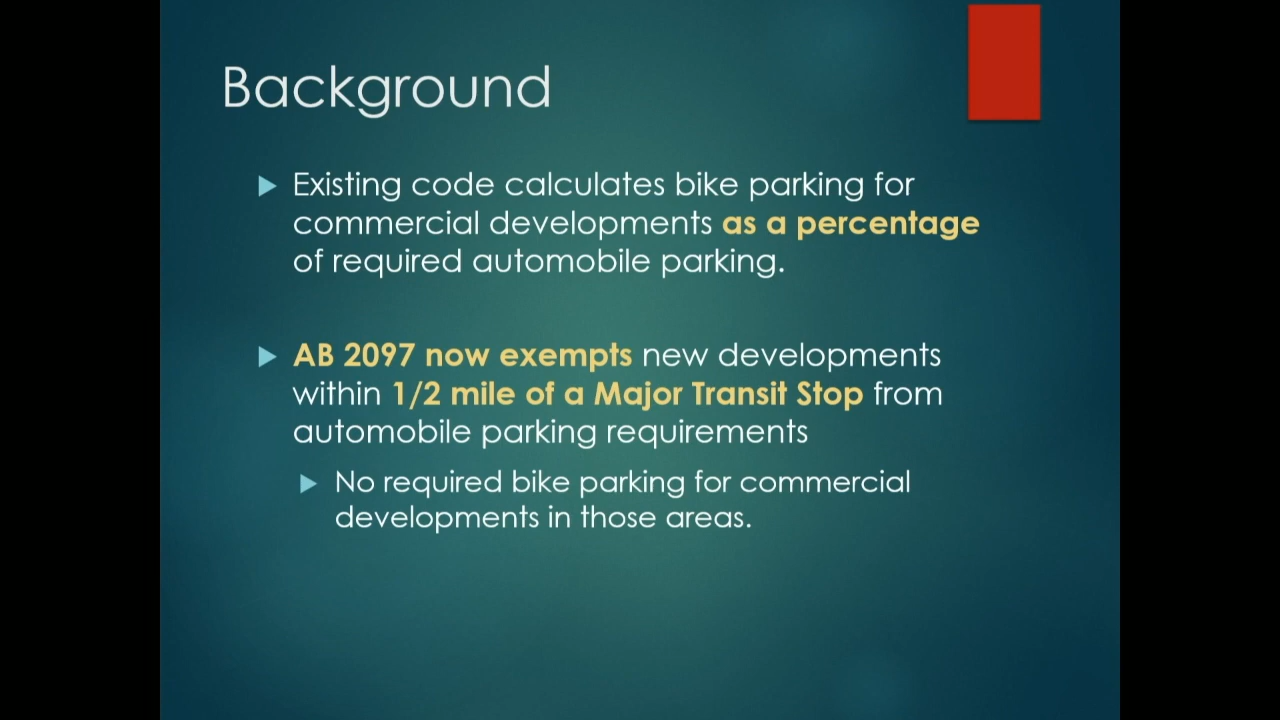 Background
Existing code calculates bike parking for
commercial developments as a percentage
of required automobile parking.
AB 2097 now exempts new developments
within 1/2 mile of a Major Transit Stop from
automobile parking requirements
No required bike parking for commercial
developments in those areas.